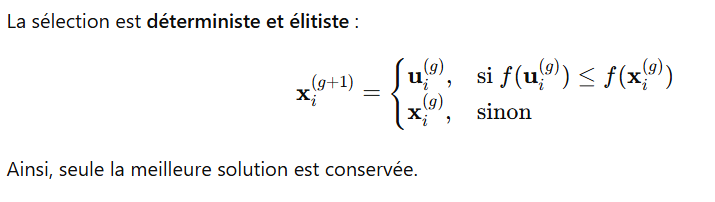 La sélection est déterministe et élitiste :
x_i^{(g+1)} = { u_i^{(g)}, si f(u_i^{(g)}) ≤ f(x_i^{(g)})
x_i^{(g)}, sinon
Ainsi, seule la meilleure solution est conservée.